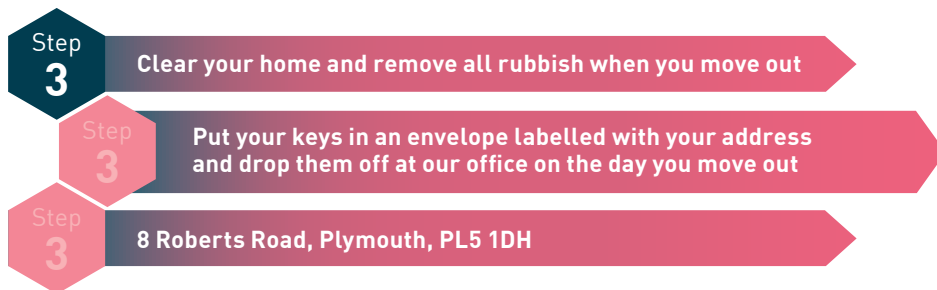 Step
3
Clear your home and remove all rubbish when you move out
Step
3
Put your keys in an envelope labelled with your address
and drop them off at our office on the day you move out
Step
3
8 Roberts Road, Plymouth, PL5 1DH